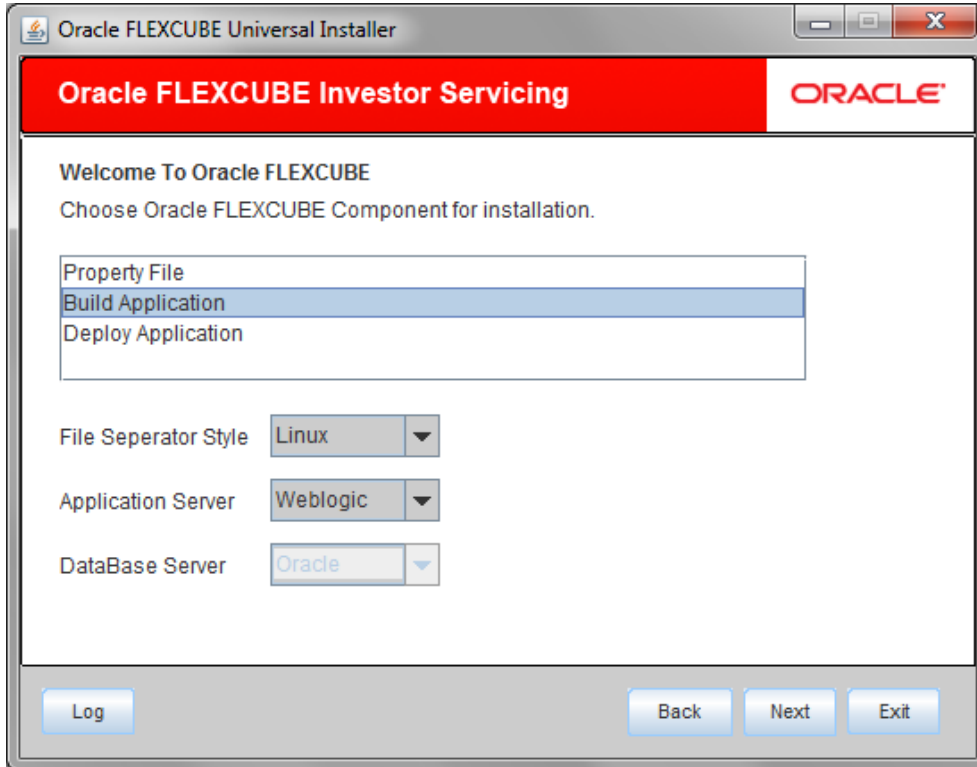 Oracle FLEXCUBE Universal Installer
Oracle FLEXCUBE Investor Servicing
ORACLE
Welcome To Oracle FLEXCUBE
Choose Oracle FLEXCUBE Component for installation.
Property File
Build Application
Deploy Application
File Seperator Style Linux
Application Server Weblogic
DataBase Server Oracle
Log Back Next Exit